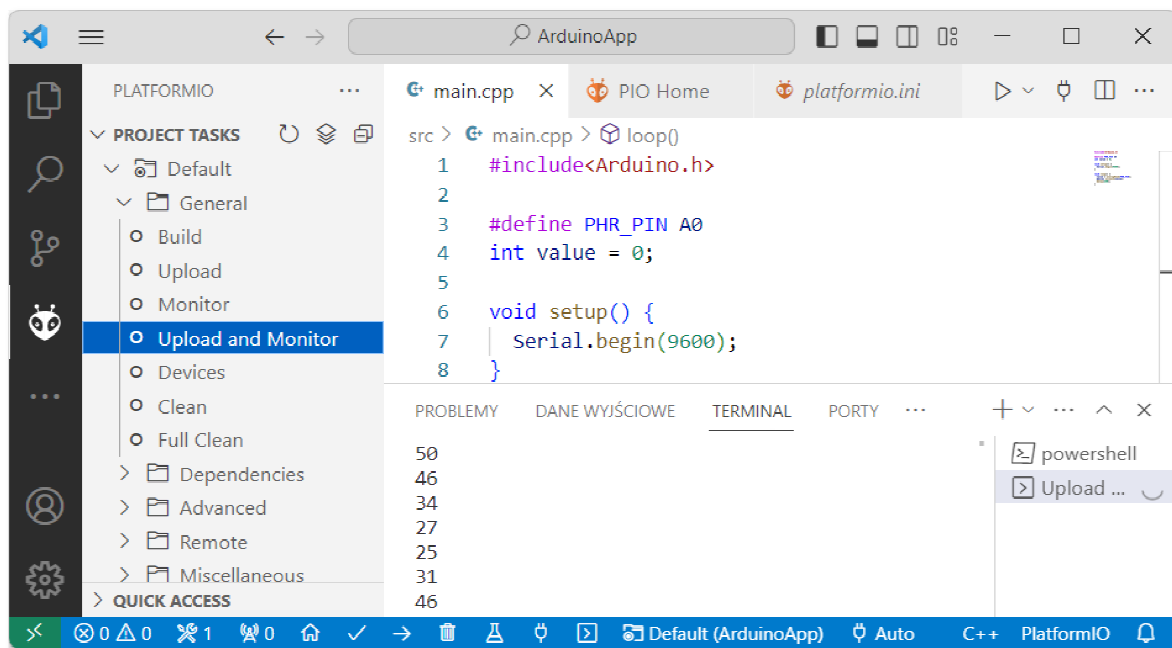 ArduinoApp
PLATFORMIO
PROJECT TASKS
Default
General
Build
Upload
Monitor
Upload and Monitor
Devices
Clean
Full Clean
Dependencies
Advanced
Remote
Miscellaneous
QUICK ACCESS
main.cpp PIO Home platformio.ini
src > main.cpp > loop()
1 #include<Arduino.h>
2
3 #define PHR_PIN A0
4 int value = 0;
5
6 void setup() {
7 Serial.begin(9600);
8 }
PROBLEMY DANE WYJŚCIOWE TERMINAL PORTY
50
46
34
27
25
31
46
powershell
Upload ...
0 0 1 0 Default (ArduinoApp) Auto C++ PlatformIO